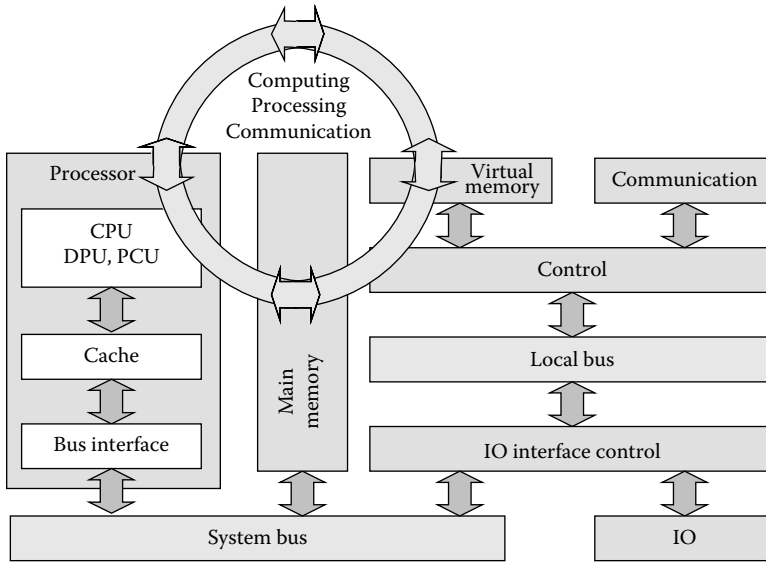 Computing
Processing
Communication
Processor
CPU
DPU, PCU
Cache
Bus interface
Main
memory
Virtual
memory
Communication
Control
Local bus
IO interface control
System bus
IO